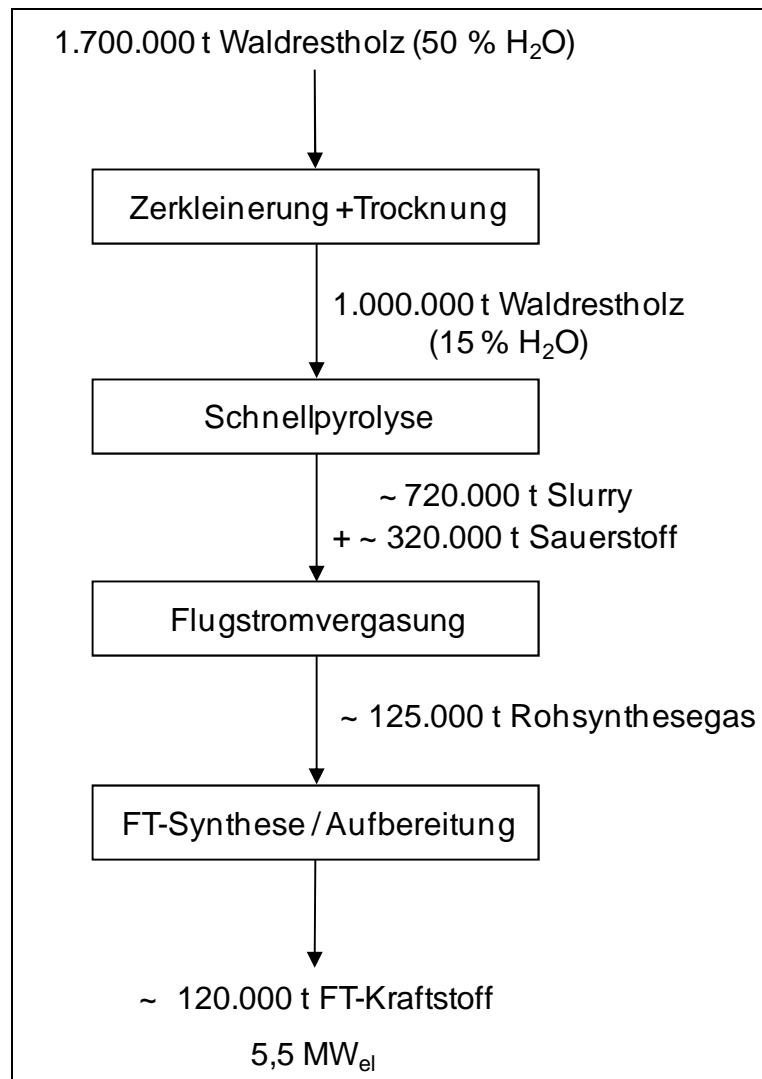 1.700.000 t Waldrestholz (50 % H₂O)
Zerkleinerung +Trocknung
1.000.000 t Waldrestholz
(15 % H₂O)
Schnellpyrolyse
~ 720.000 t Slurry
+ ~ 320.000 t Sauerstoff
Flugstromvergasung
~ 125.000 t Rohsynthesegas
FT-Synthese / Aufbereitung
~ 120.000 t FT-Kraftstoff
5,5 MWₑₗ